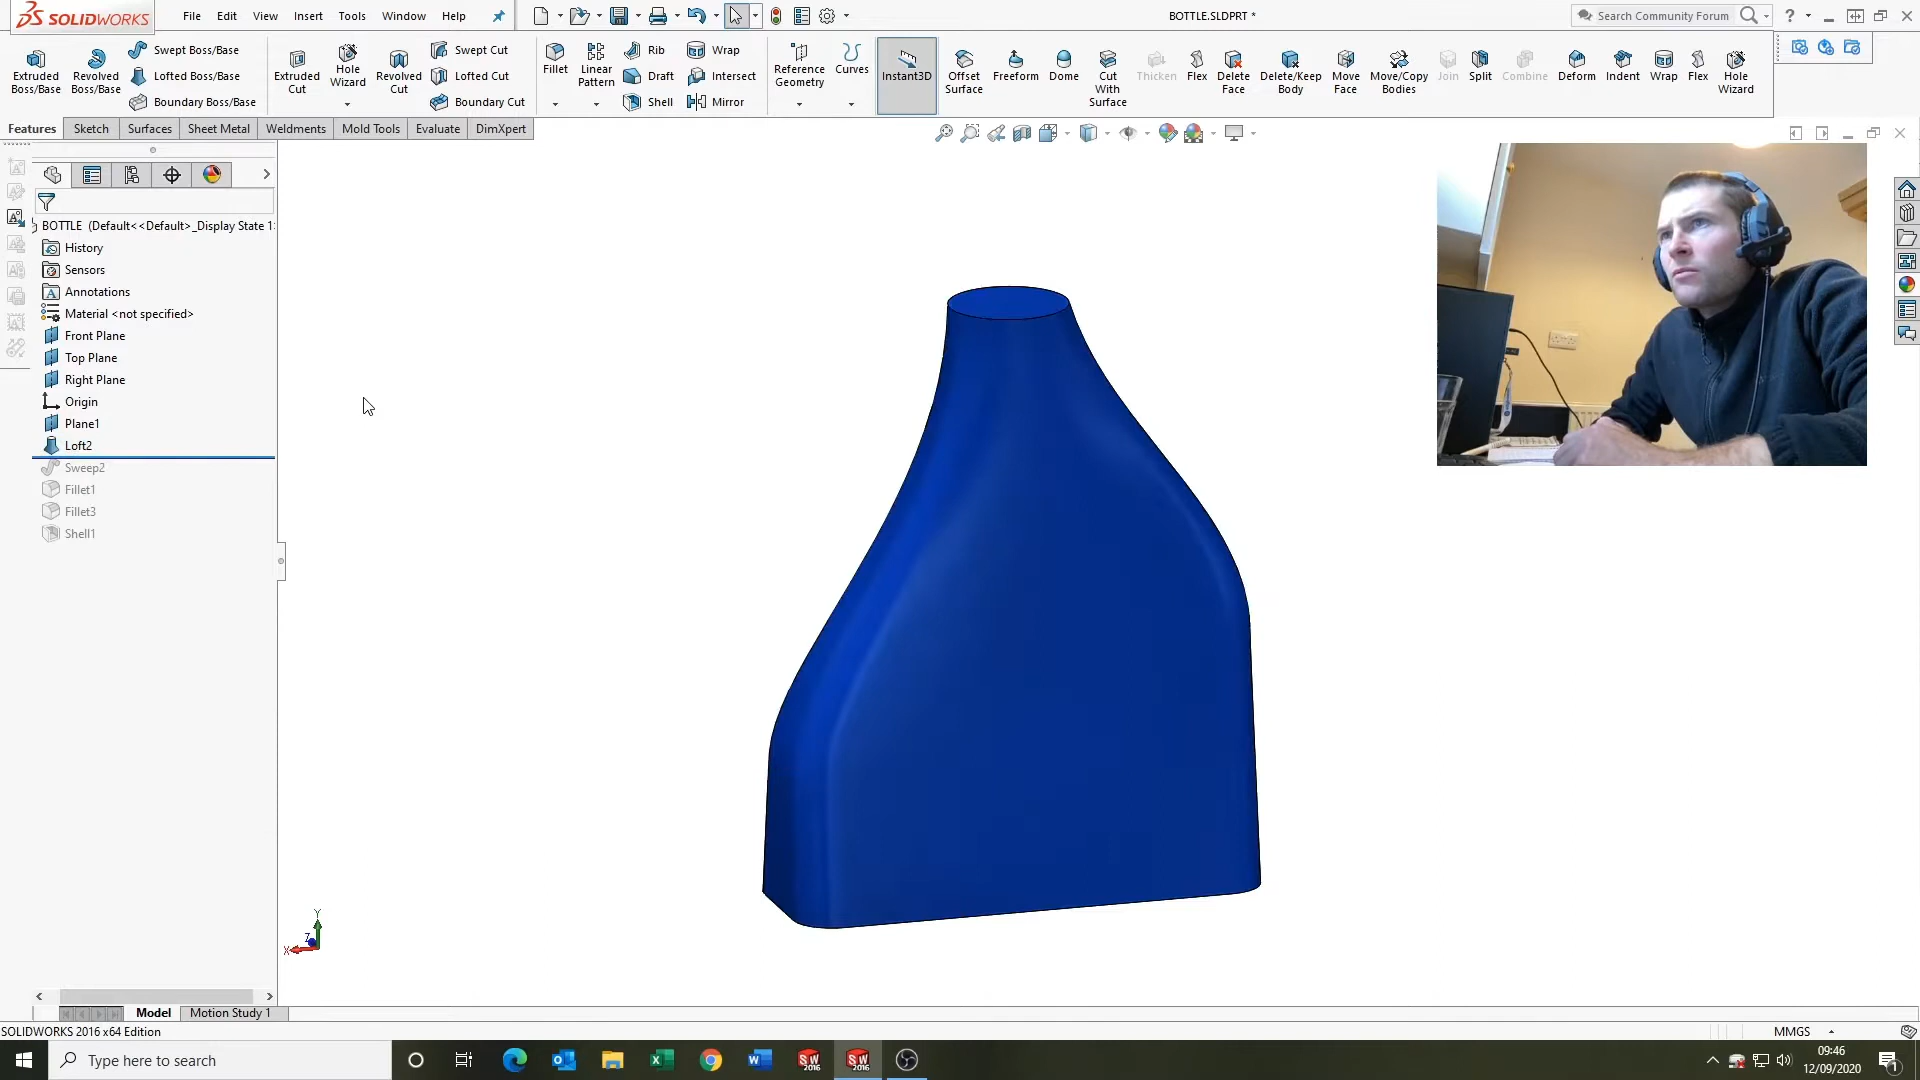 SOLIDWORKS File Edit View Insert Tools Window Help BOTTLE.SLDPRT * Search Community Forum ?
Extruded Boss/Base
Revolved Boss/Base
Swept Boss/Base
Lofted Boss/Base
Boundary Boss/Base
Extruded Cut
Hole Wizard
Revolved Cut
Swept Cut
Lofted Cut
Boundary Cut
Fillet
Linear Pattern
Rib
Draft
Shell
Wrap
Intersect
Mirror
Reference Geometry
Curves
Instant3D
Offset Surface
Freeform
Dome
Cut With Surface
Thicken
Flex
Delete Face
Delete/Keep Body
Move Face
Move/Copy Bodies
Join
Split
Combine
Deform
Indent
Wrap
Flex
Hole Wizard
Features Sketch Surfaces Sheet Metal Weldments Mold Tools Evaluate DimXpert
BOTTLE (Default<<Default>_Display State 1
History
Sensors
Annotations
Material <not specified>
Front Plane
Top Plane
Right Plane
Origin
Plane1
Loft2
Sweep2
Fillet1
Fillet3
Shell1
Y
Z
X
Model Motion Study 1
SOLIDWORKS 2016 x64 Edition MMGS
Type here to search
09:46
12/09/2020